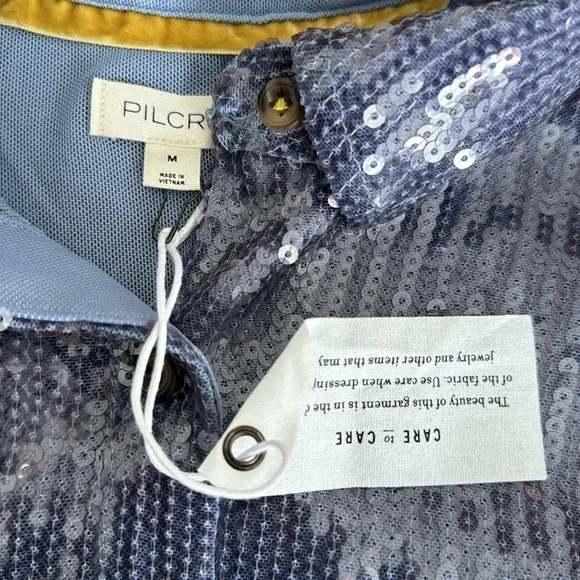 PILCR
M
MADE IN
VIETNAM
CARE to CARE
The beauty of this garment is in the
of the fabric. Use care when dressing
jewelry and other items that may